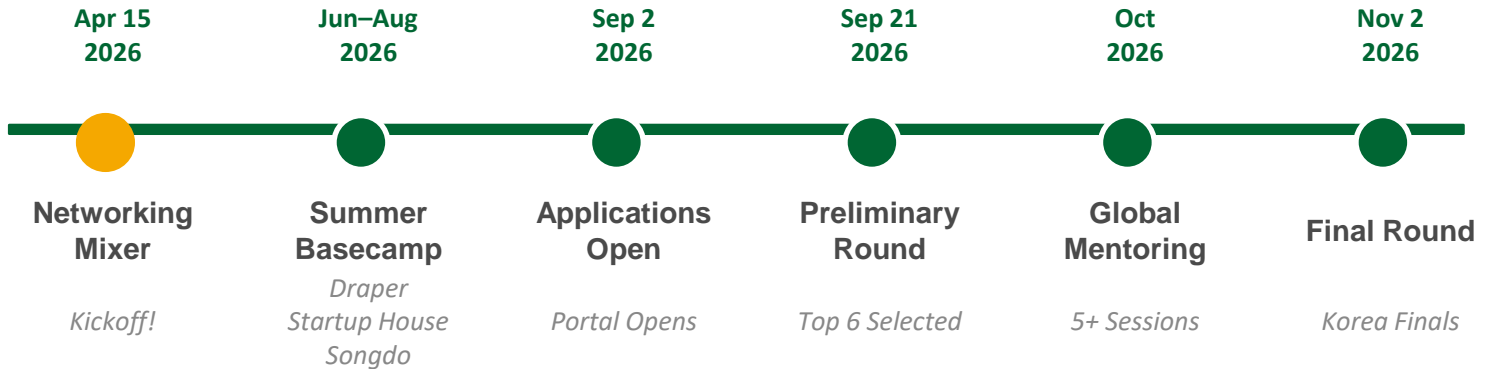 Apr 15
2026
Jun–Aug
2026
Sep 2
2026
Sep 21
2026
Oct
2026
Nov 2
2026
Networking
Mixer
Summer
Basecamp
Applications
Open
Preliminary
Round
Global
Mentoring
Final Round
Kickoff!
Draper
Startup House
Songdo
Portal Opens
Top 6 Selected
5+ Sessions
Korea Finals